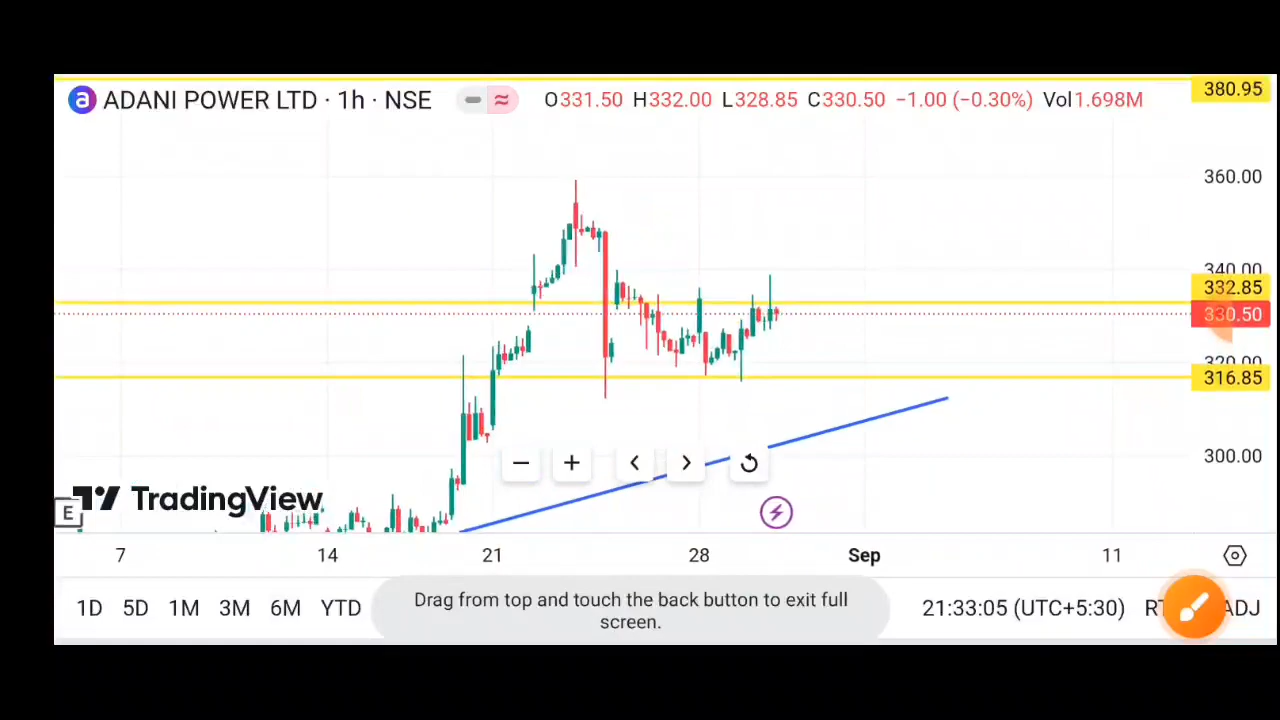 380.95
ADANI POWER LTD · 1h · NSE
O331.50 H332.00 L328.85 C330.50 −1.00 (−0.30%) Vol1.698M
360.00
340.00
332.85
330.50
320.00
316.85
300.00
TradingView
E
7 14 21 28 Sep 11
1D 5D 1M 3M 6M YTD
Drag from top and touch the back button to exit full
screen.
21:33:05 (UTC+5:30)
ADJ